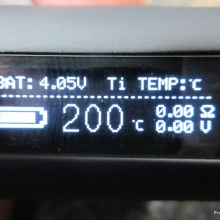 BAT: 4.05V Ti TEMP:℃
200℃ 0.00 Ω
0.00 V